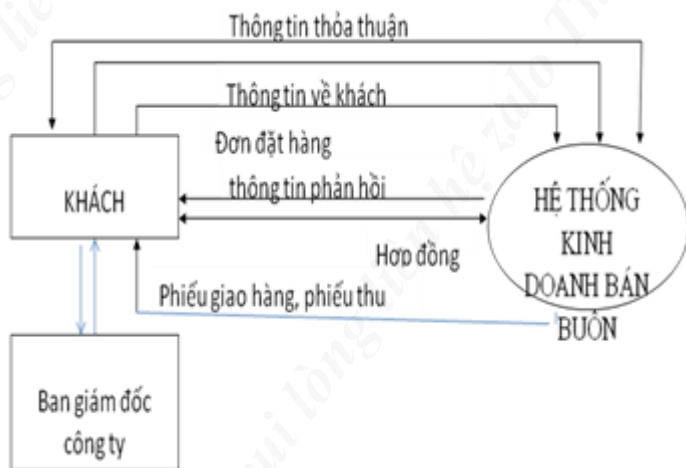 Thông tin thỏa thuận
Thông tin về khách
Đơn đặt hàng
thông tin phản hồi
KHÁCH
HỆ THỐNG
KINH
DOANH BÁN
BUÔN
Hợp đồng
Phiếu giao hàng, phiếu thu
Ban giám đốc
công ty